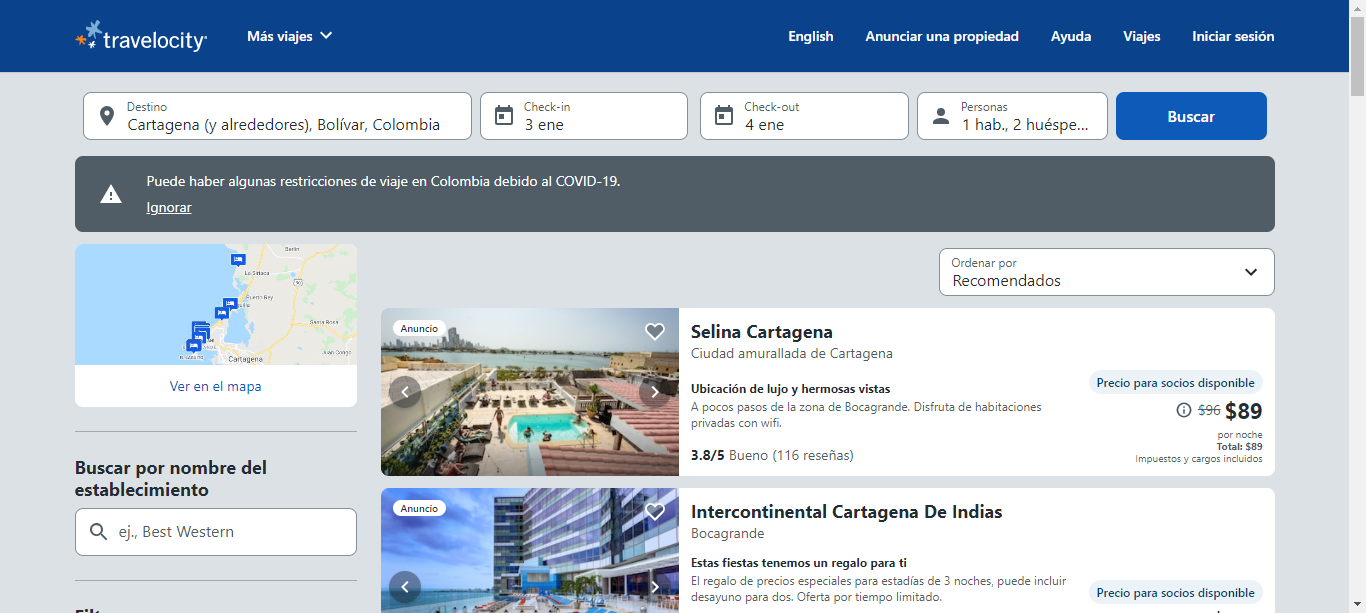 travelocity
Más viajes
English
Anunciar una propiedad
Ayuda
Viajes
Iniciar sesión
Destino
Cartagena (y alrededores), Bolívar, Colombia
Check-in
3 ene
Check-out
4 ene
Personas
1 hab., 2 huéspe...
Buscar
Puede haber algunas restricciones de viaje en Colombia debido al COVID-19.
Ignorar
Berlin
La Siriaca
Puerto Rey
Santa Rosa
Juan Congo
Cartagena
Ver en el mapa
Buscar por nombre del
establecimiento
ej., Best Western
Ordenar por
Recomendados
Anuncio
Selina Cartagena
Ciudad amurallada de Cartagena
Ubicación de lujo y hermosas vistas
A pocos pasos de la zona de Bocagrande. Disfruta de habitaciones
privadas con wifi.
3.8/5 Bueno (116 reseñas)
Precio para socios disponible
$96 $89
por noche
Total: $89
Impuestos y cargos incluidos
Anuncio
Intercontinental Cartagena De Indias
Bocagrande
Estas fiestas tenemos un regalo para ti
El regalo de precios especiales para estadías de 3 noches, puede incluir
desayuno para dos. Oferta por tiempo limitado.
Precio para socios disponible